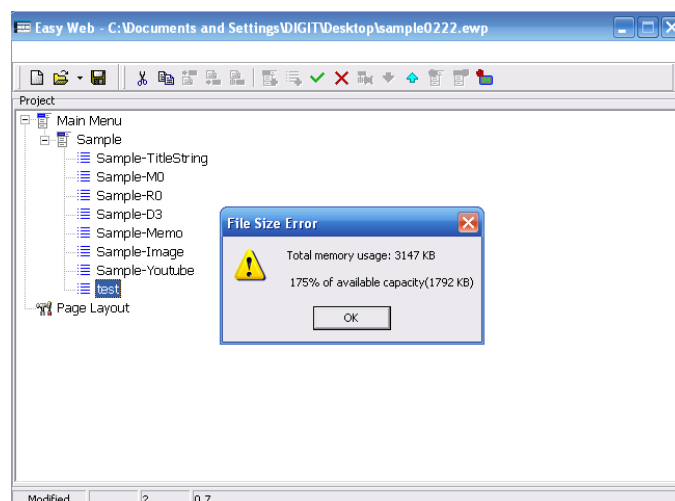 Easy Web - C:\Documents and Settings\DIGIT\Desktop\sample0222.ewp
Project
Main Menu
Sample
Sample-TitleString
Sample-M0
Sample-R0
Sample-D3
Sample-Memo
Sample-Image
Sample-Youtube
test
Page Layout
File Size Error
Total memory usage: 3147 KB
175% of available capacity(1792 KB)
OK
Modified 2 0,7